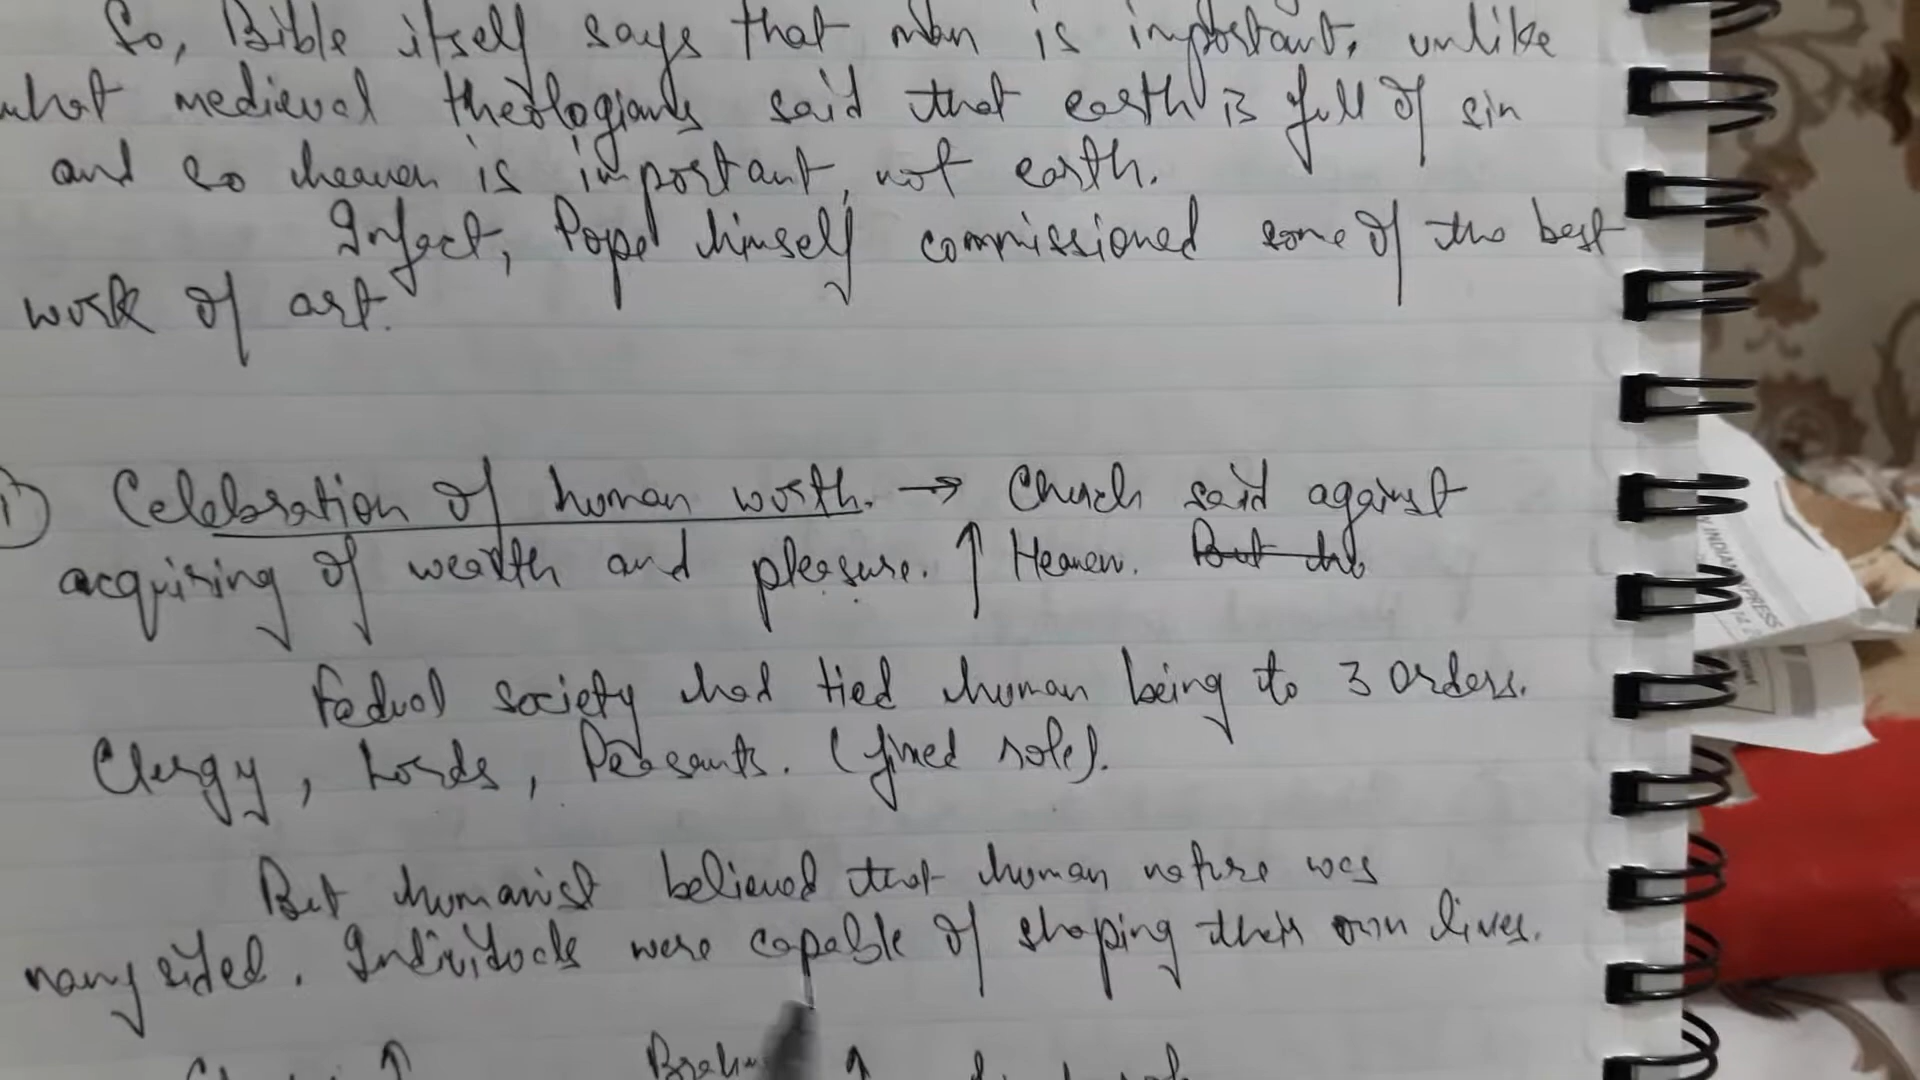 So, Bible itself says that man is important, unlike
what medieval theologians said that earth is full of sin
and so heaven is important, not earth.
Infact, Pope himself commissioned some of the best
work of art.
Celebration of human worth. → Church said against
acquiring of wealth and pleasure. ↑ Heaven. But the
Fedual society had tied human being to 3 orders.
Clergy, Lords, Peasants. (fixed role).
But humanist believed that human nature was
many sided. Individuals were capable of shaping their own lives.
INDIAN EXPRESS